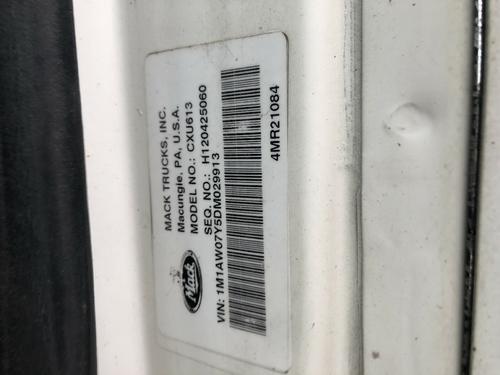 MACK TRUCKS, INC.
Macungie, PA, U.S.A.
MODEL NO.: CXU613
SEQ. NO.: H120425060
Mack
VIN: 1M1AW07Y5DM029913
4MR21084